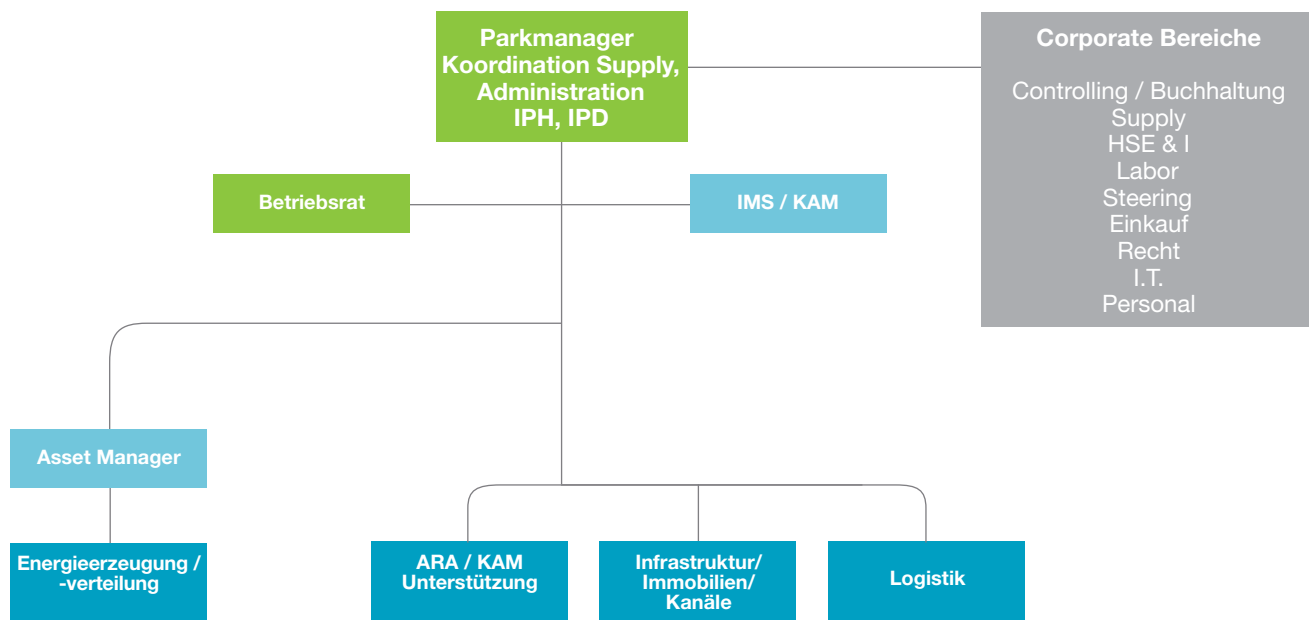 Parkmanager
Koordination Supply,
Administration
IPH, IPD
Corporate Bereiche
Controlling / Buchhaltung
Supply
HSE & I
Labor
Steering
Einkauf
Recht
I.T.
Personal
Betriebsrat
IMS / KAM
Asset Manager
Energieerzeugung /
-verteilung
ARA / KAM
Unterstützung
Infrastruktur/
Immobilien/
Kanäle
Logistik